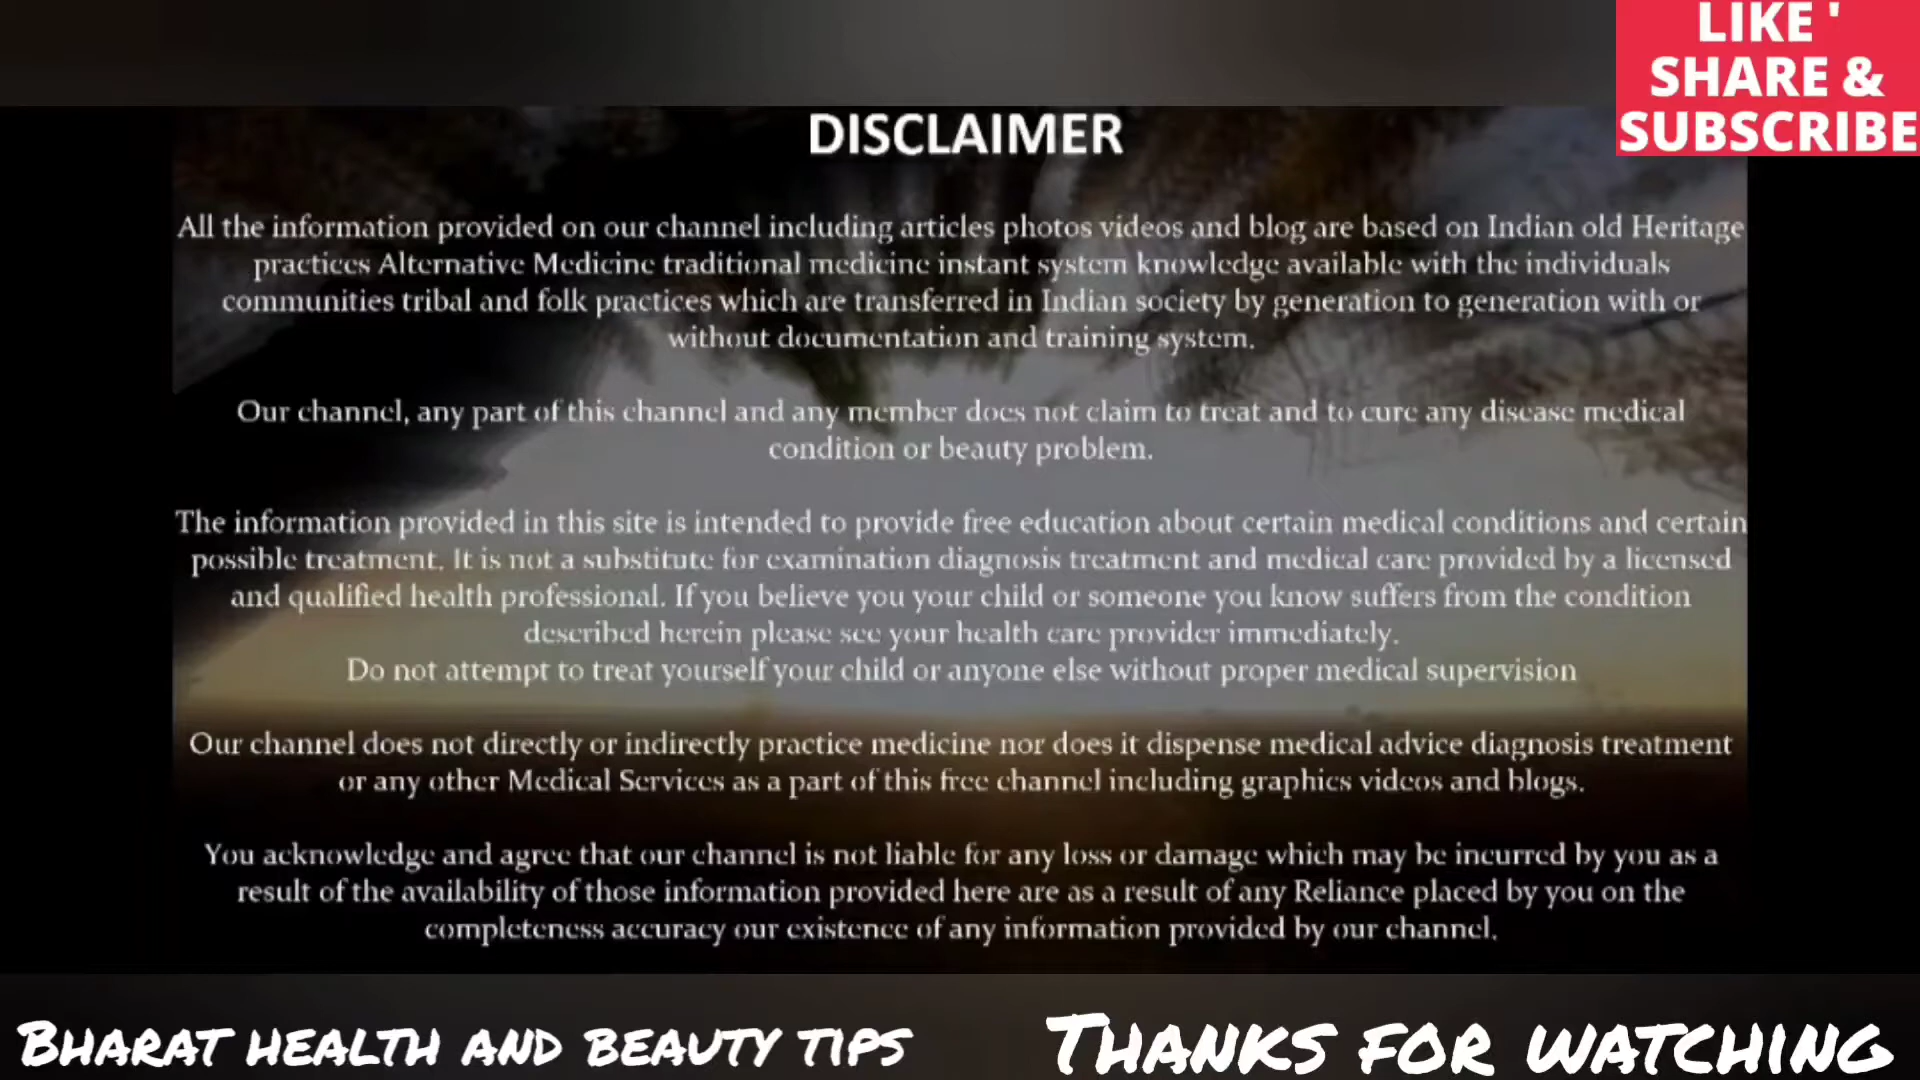 LIKE '
SHARE &
SUBSCRIBE
DISCLAIMER
All the information provided on our channel including articles photos videos and blog are based on Indian old Heritage
practices Alternative Medicine traditional medicine instant system knowledge available with the individuals
communities tribal and folk practices which are transferred in Indian society by generation to generation with or
without documentation and training system.
Our channel, any part of this channel and any member does not claim to treat and to cure any disease medical
condition or beauty problem.
The information provided in this site is intended to provide free education about certain medical conditions and certain
possible treatment. It is not a substitute for examination diagnosis treatment and medical care provided by a licensed
and qualified health professional. If you believe you your child or someone you know suffers from the condition
described herein please see your health care provider immediately.
Do not attempt to treat yourself your child or anyone else without proper medical supervision
Our channel does not directly or indirectly practice medicine nor does it dispense medical advice diagnosis treatment
or any other Medical Services as a part of this free channel including graphics videos and blogs.
You acknowledge and agree that our channel is not liable for any loss or damage which may be incurred by you as a
result of the availability of those information provided here are as a result of any Reliance placed by you on the
completeness accuracy our existence of any information provided by our channel.
Bharat health and beauty tips
Thanks for watching